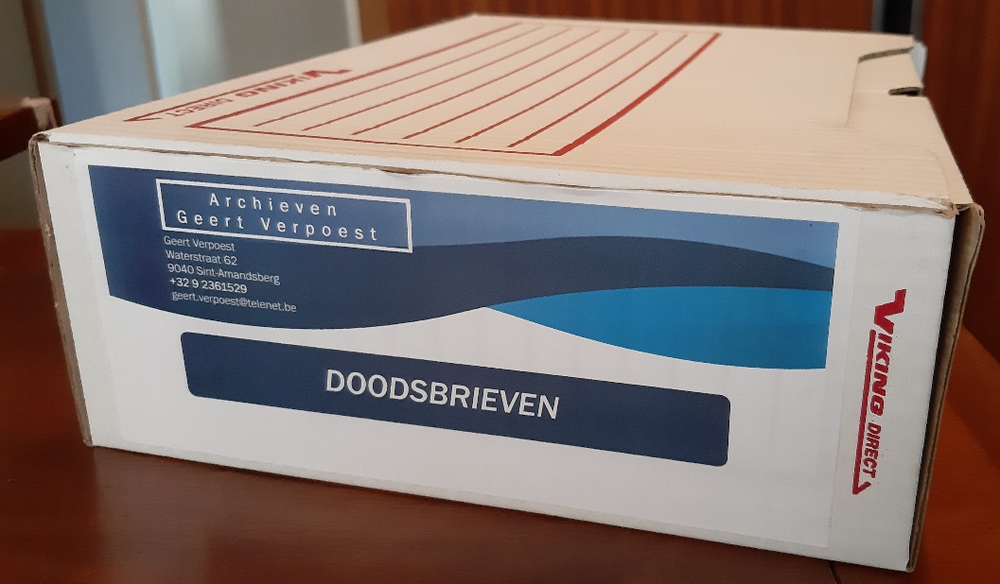 VIKING DIRECT
Archieven
Geert Verpoest
Geert Verpoest
Waterstraat 62
9040 Sint-Amandsberg
+32 9 2361529
geert.verpoest@telenet.be
DOODSBRIEVEN
VIKING DIRECT